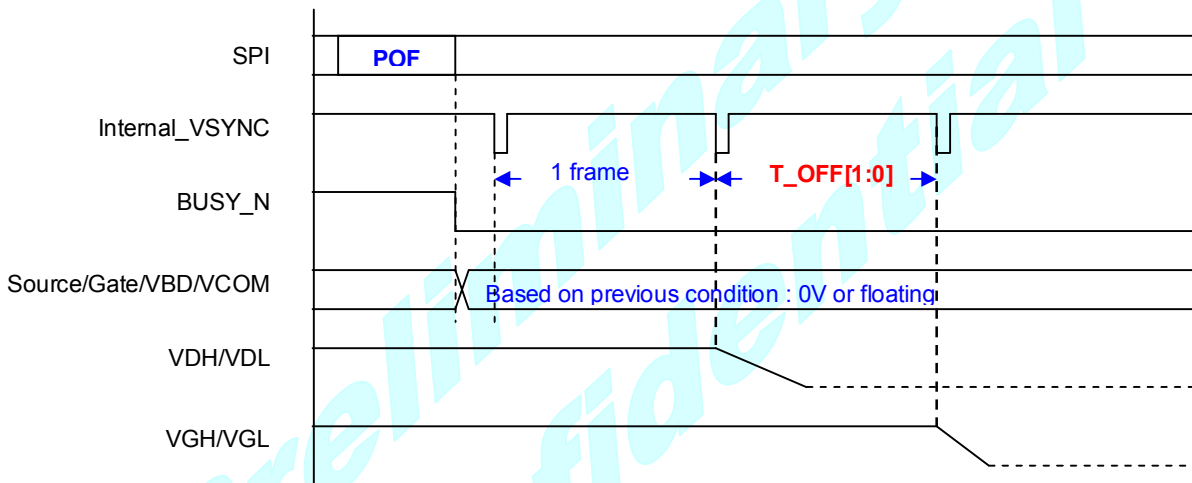 SPI
POF
Internal_VSYNC
1 frame
T_OFF[1:0]
BUSY_N
Source/Gate/VBD/VCOM
Based on previous condition : 0V or floating
VDH/VDL
VGH/VGL